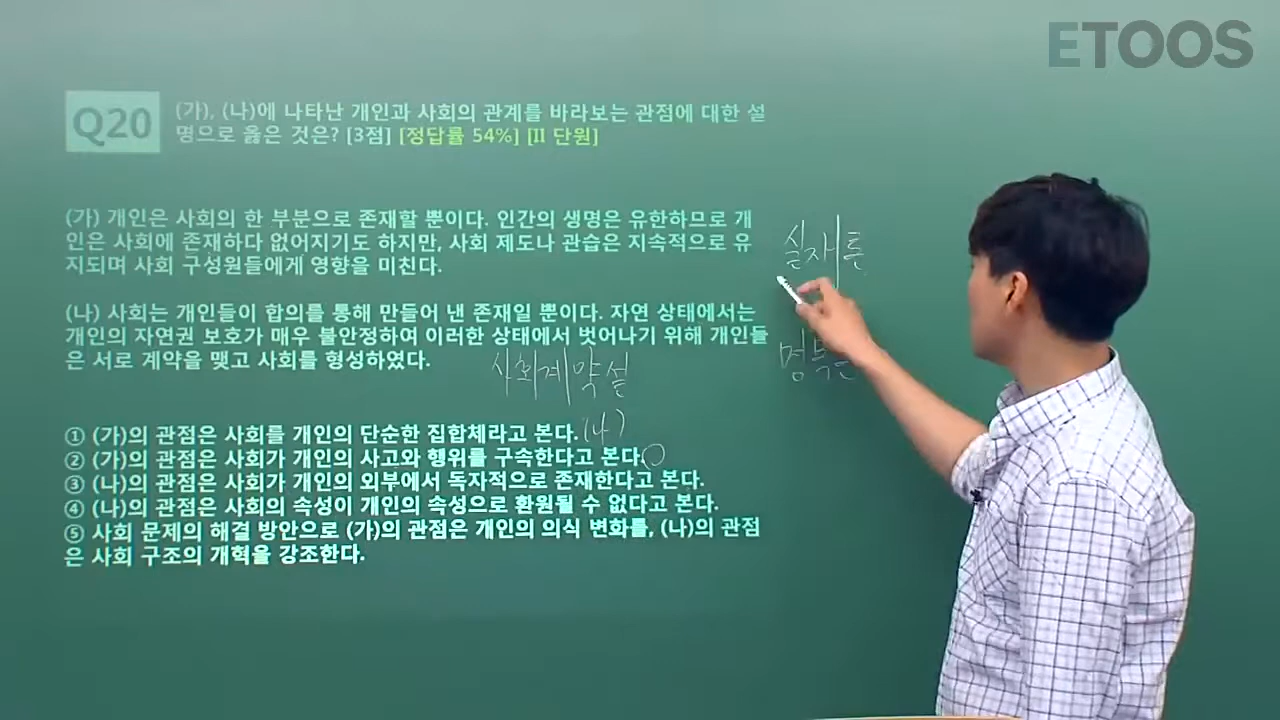 ETOOS
Q20
(가), (나)에 나타난 개인과 사회의 관계를 바라보는 관점에 대한 설
명으로 옳은 것은? [3점] [정답률 54%] [Ⅱ 단원]
(가) 개인은 사회의 한 부분으로 존재할 뿐이다. 인간의 생명은 유한하므로 개
인은 사회에 존재하다 없어지기도 하지만, 사회 제도나 관습은 지속적으로 유
지되며 사회 구성원들에게 영향을 미친다.
실재론
(나) 사회는 개인들이 합의를 통해 만들어 낸 존재일 뿐이다. 자연 상태에서는
개인의 자연권 보호가 매우 불안정하여 이러한 상태에서 벗어나기 위해 개인들
은 서로 계약을 맺고 사회를 형성하였다.
명목론
사회계약설
① (가)의 관점은 사회를 개인의 단순한 집합체라고 본다. (나)
② (가)의 관점은 사회가 개인의 사고와 행위를 구속한다고 본다. ○
③ (나)의 관점은 사회가 개인의 외부에서 독자적으로 존재한다고 본다.
④ (나)의 관점은 사회의 속성이 개인의 속성으로 환원될 수 없다고 본다.
⑤ 사회 문제의 해결 방안으로 (가)의 관점은 개인의 의식 변화를, (나)의 관점
은 사회 구조의 개혁을 강조한다.